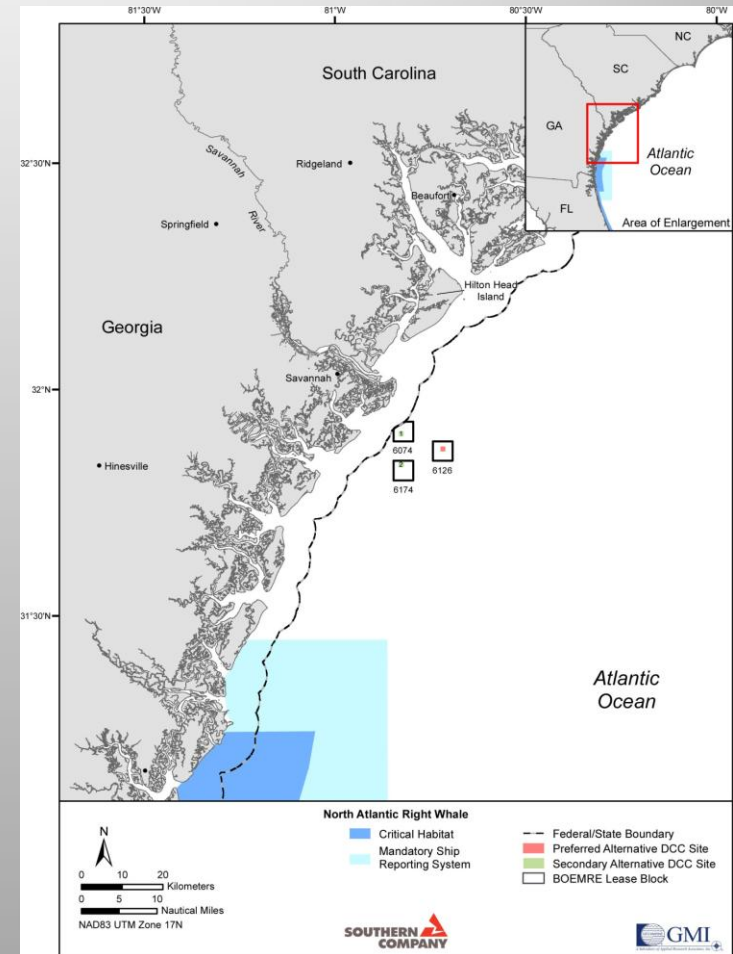 81°30'W
81°W
80°30'W
80°W
NC
South Carolina
SC
GA
Atlantic
Ocean
FL
Area of Enlargement
32°30'N
Ridgeland
Savannah
River
Beaufort
Springfield
Hilton Head
Island
Georgia
32°N
Savannah
6074
6126
6174
Hinesville
31°30'N
Atlantic
Ocean
North Atlantic Right Whale
Critical Habitat
Mandatory Ship
Reporting System
Federal/State Boundary
Preferred Alternative DCC Site
Secondary Alternative DCC Site
BOEMRE Lease Block
N
0 10 20
Kilometers
0 5 10
Nautical Miles
NAD83 UTM Zone 17N
SOUTHERN
COMPANY
GMI